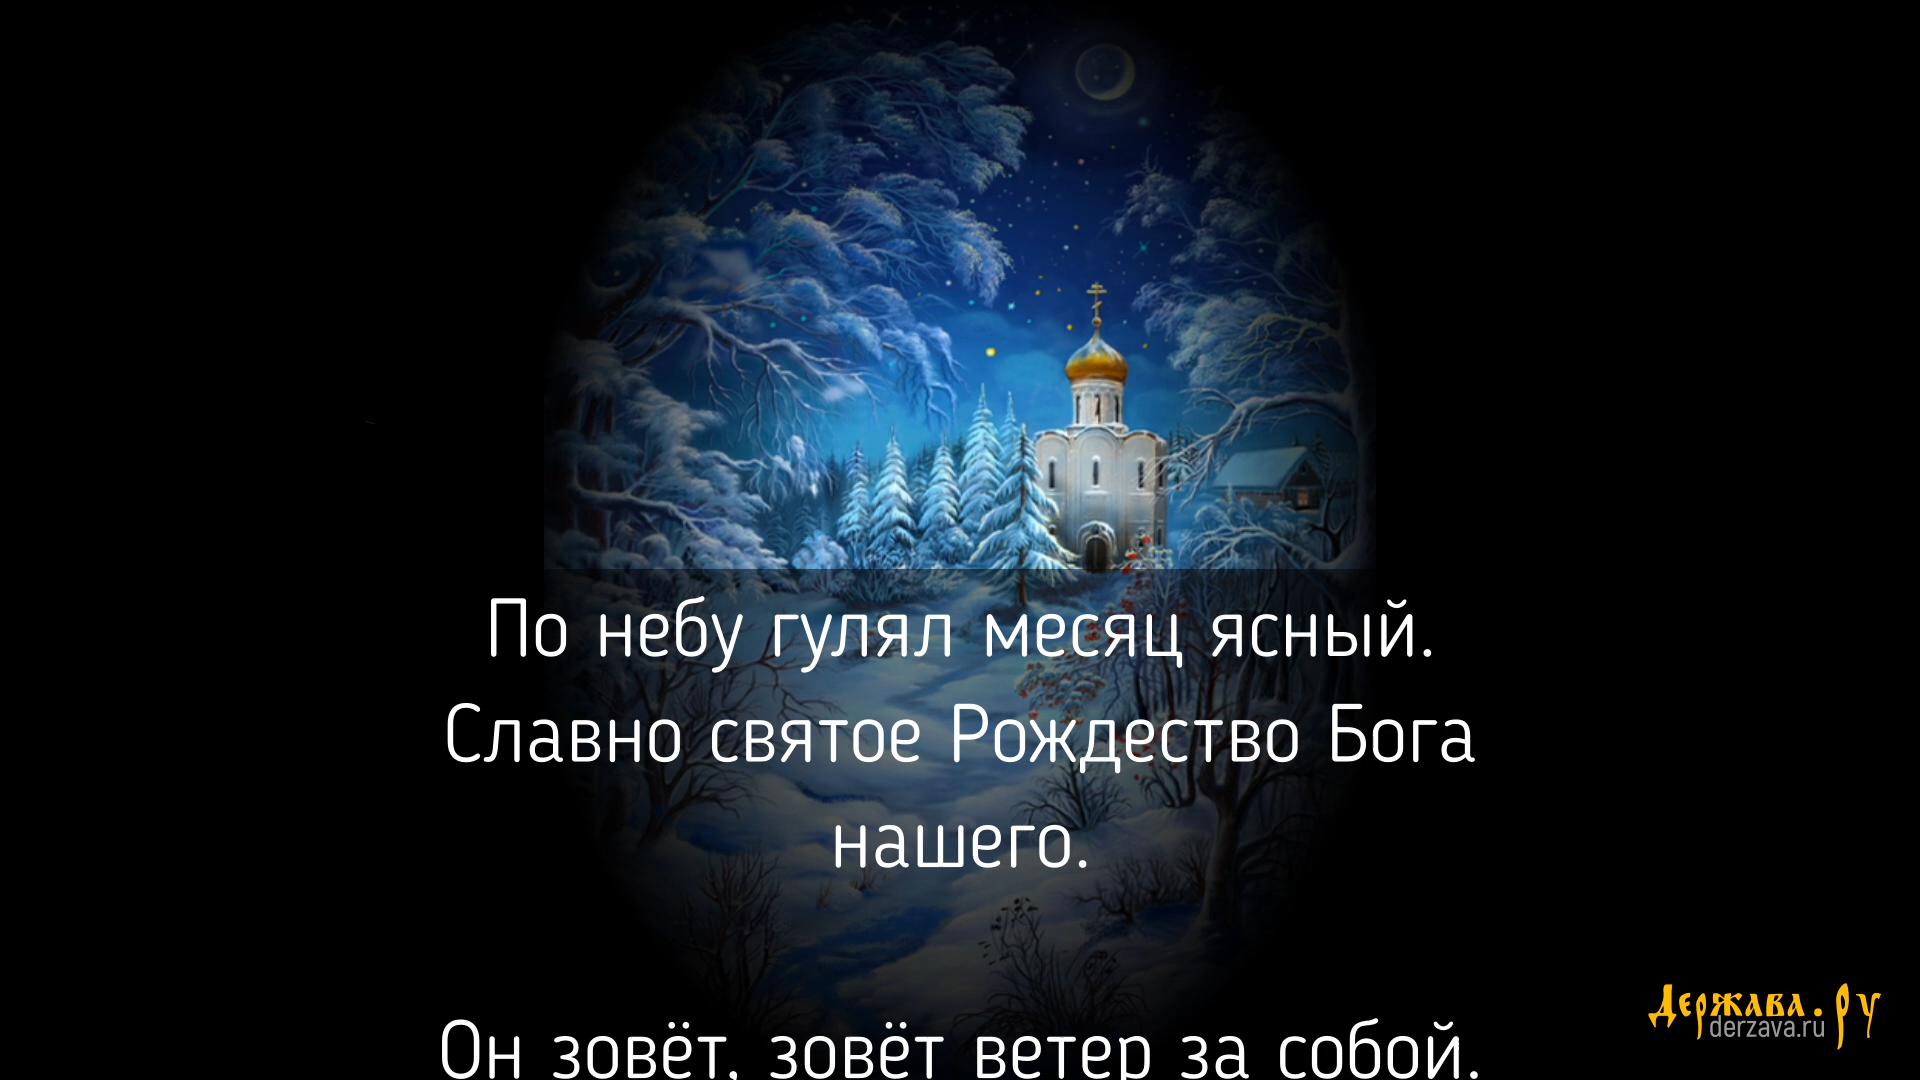 По небу гулял месяц ясный.
Славно святое Рождество Бога
нашего.
Он зовёт, зовёт ветер за собой.
Держава.ру
derzava.ru